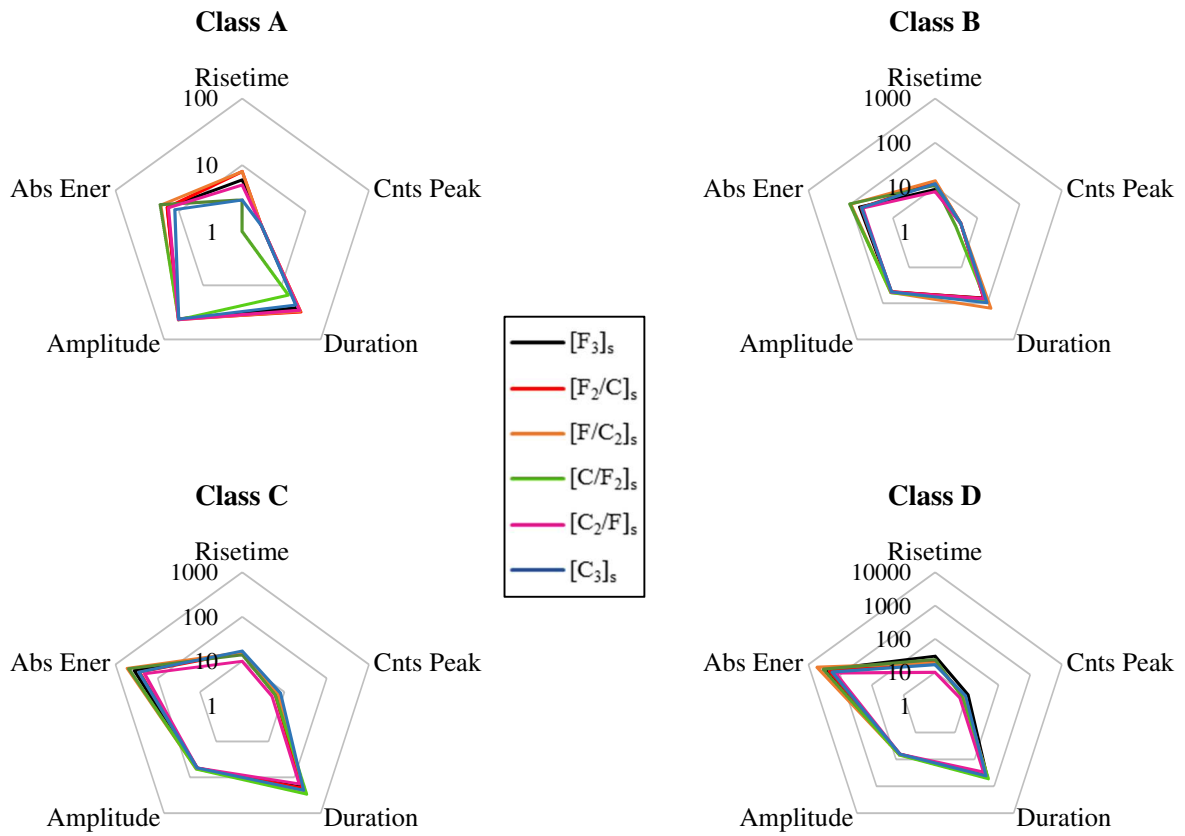 Class A
Risetime
100
10
1
Abs Ener
Cnts Peak
Amplitude
Duration
Class B
Risetime
1000
100
10
1
Abs Ener
Cnts Peak
Amplitude
Duration
[F₃]ₛ
[F₂/C]ₛ
[F/C₂]ₛ
[C/F₂]ₛ
[C₂/F]ₛ
[C₃]ₛ
Class C
Risetime
1000
100
10
1
Abs Ener
Cnts Peak
Amplitude
Duration
Class D
Risetime
10000
1000
100
10
1
Abs Ener
Cnts Peak
Amplitude
Duration